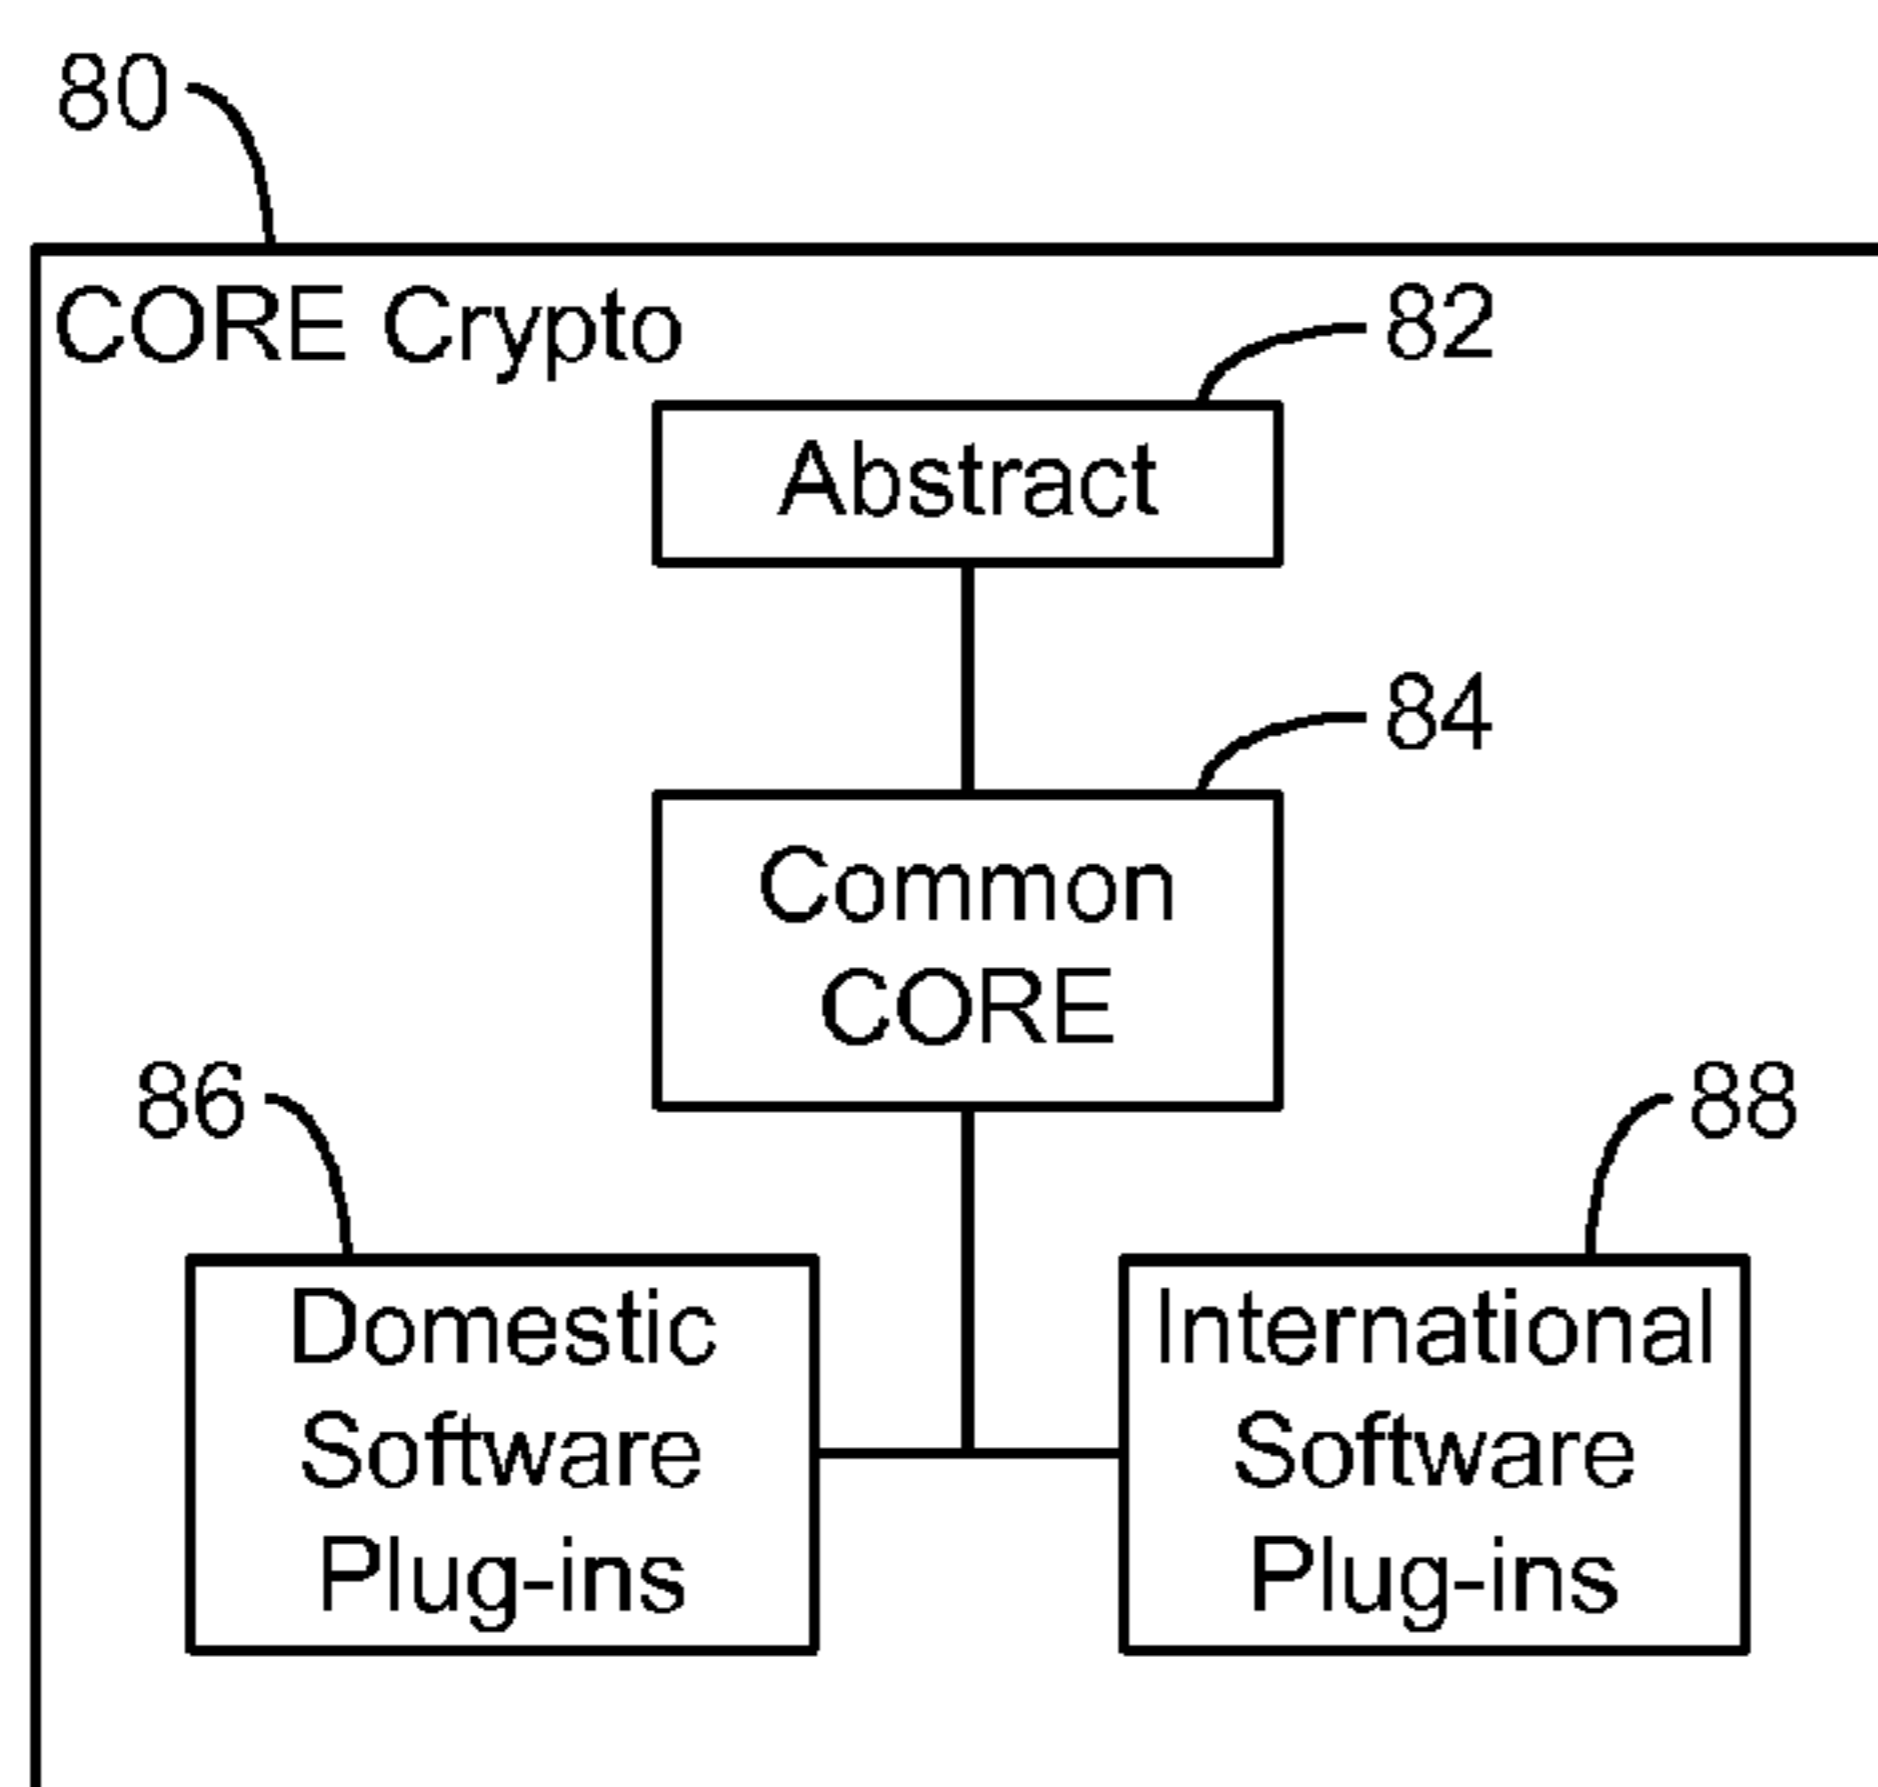 80
CORE Crypto
82
Abstract
84
Common
CORE
86
88
Domestic
Software
Plug-ins
International
Software
Plug-ins